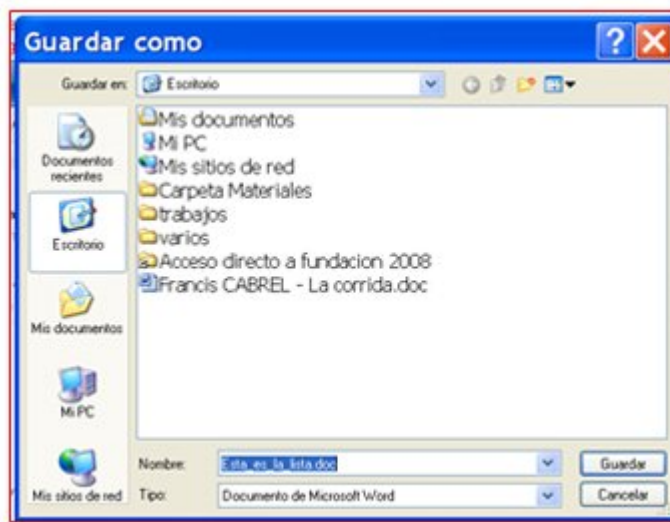 Guardar como
Guardar en: Escritorio
Mis documentos
Mi PC
Mis sitios de red
Carpeta Materiales
trabajos
varios
Acceso directo a fundacion 2008
Francis CABREL - La corrida.doc
Documentos
recientes
Escritorio
Mis documentos
Mi PC
Mis sitios de red
Nombre: Esta_es_la_lista.doc Guardar
Tipo: Documento de Microsoft Word Cancelar